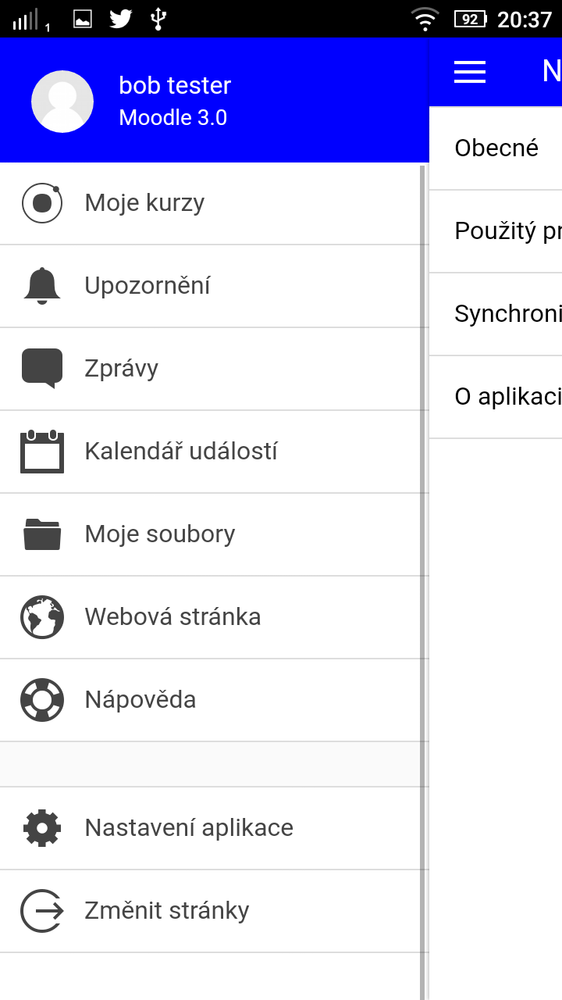 1
92
20:37
bob tester
Moodle 3.0
Moje kurzy
Upozornění
Zprávy
Kalendář událostí
Moje soubory
Webová stránka
Nápověda
Nastavení aplikace
Změnit stránky
N
Obecné
Použitý pr
Synchroni
O aplikaci